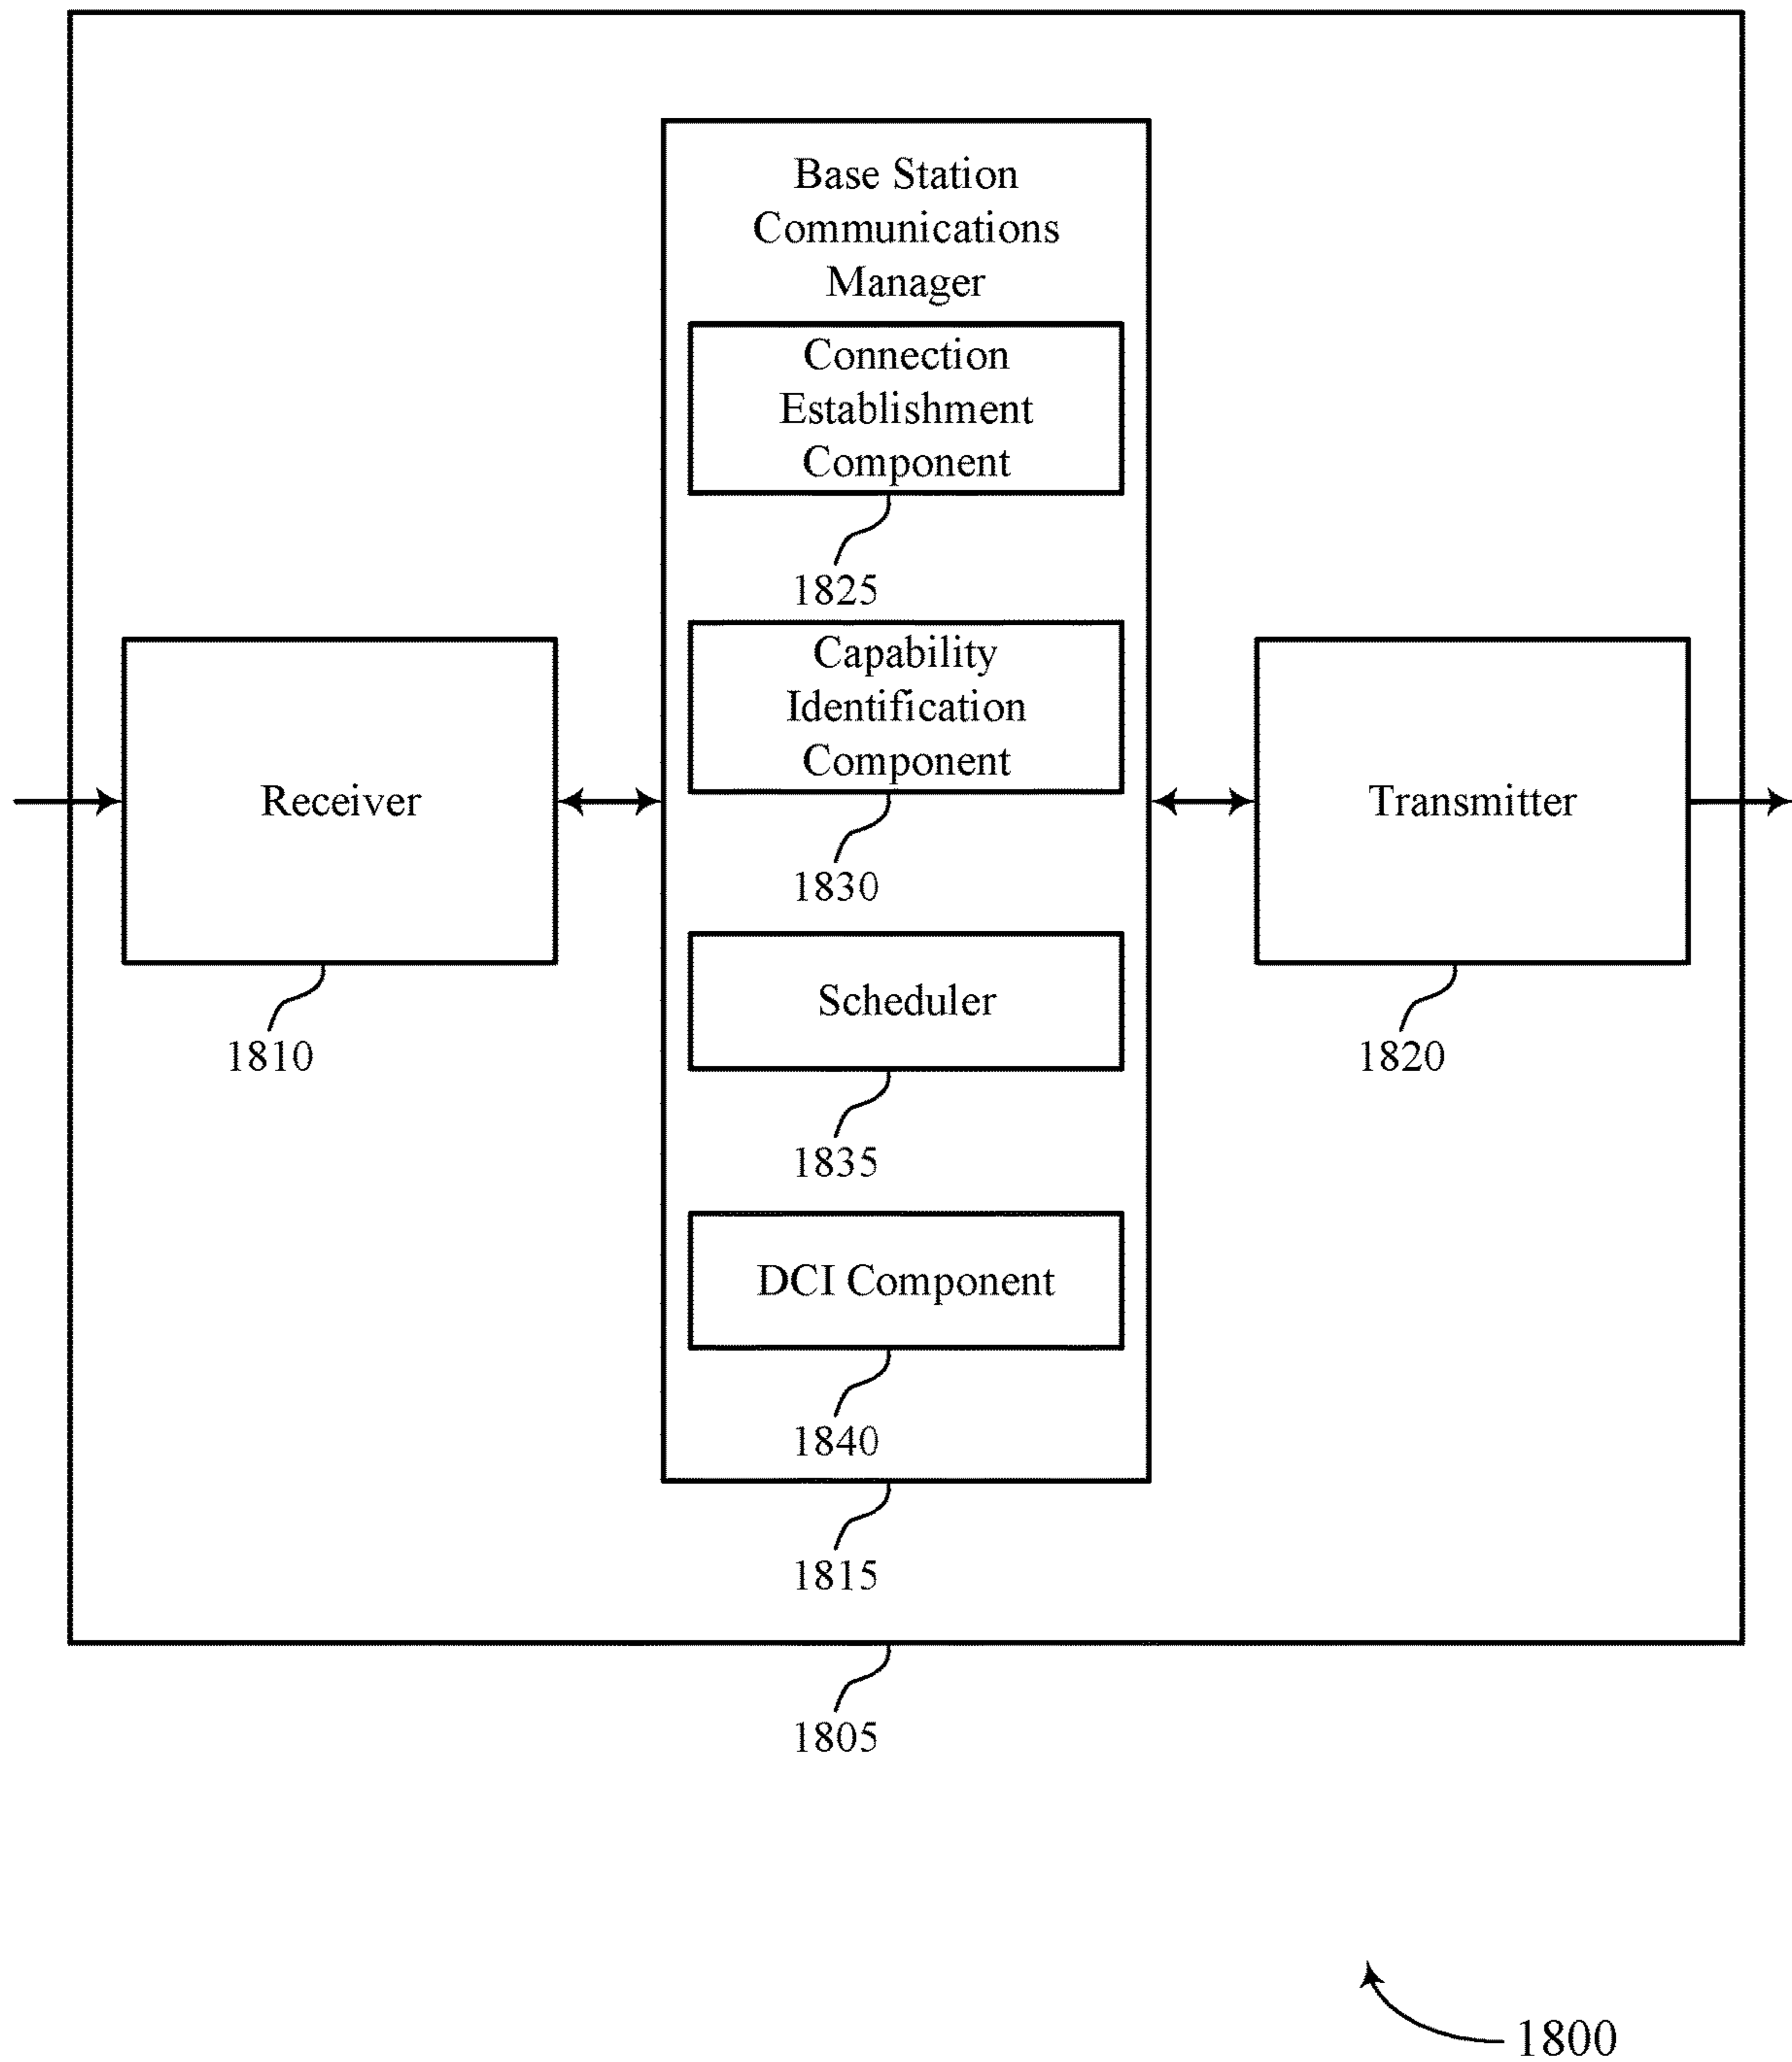 Base Station
Communications
Manager
Connection
Establishment
Component
1825
Capability
Identification
Component
1830
Receiver
1810
Transmitter
1820
Scheduler
1835
DCI Component
1840
1815
1805
1800